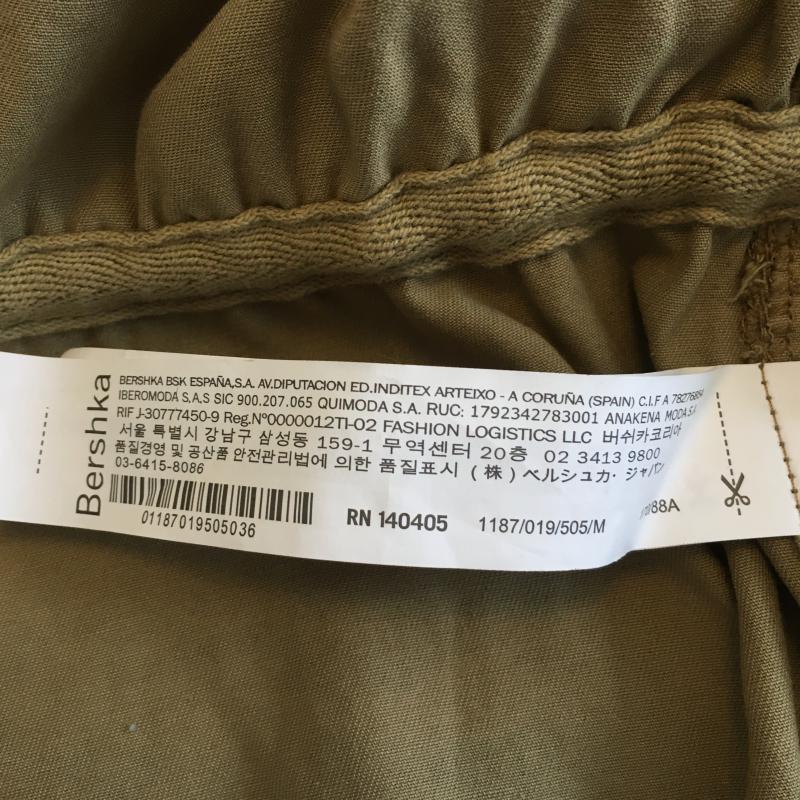 Bershka
BERSHKA BSK ESPAÑA,S.A. AV.DIPUTACION ED.INDITEX ARTEIXO - A CORUÑA (SPAIN) C.I.F A 78276854
IBEROMODA S.A.S SIC 900.207.065 QUIMODA S.A. RUC: 1792342783001 ANAKENA MODA S.A
RIF J-30777450-9 Reg.N°0000012TI-02 FASHION LOGISTICS LLC 버쉬카코리아
서울 특별시 강남구 삼성동 159-1 무역센터 20층 02 3413 9800
품질경영 및 공산품 안전관리법에 의한 품질표시 (株) ベルシュカ・ジャパン
03-6415-8086
01187019505036
RN 140405
1187/019/505/M